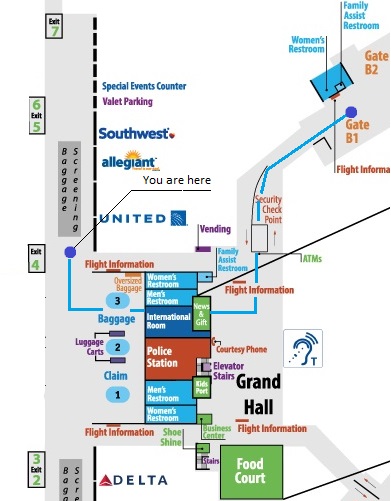 Exit
7
Family
Assist
Restroom
Women's
Restroom
Gate
B2
Special Events Counter
Valet Parking
6
Exit
5
Gate
B1
Southwest
allegiant
Baggage
Screening
Flight Informa
You are here
Security
Check
Point
UNITED
Vending
Exit
4
Flight Information
Family
Assist
Restroom
ATMs
Oversized
Baggage
Women's
Restroom
Flight Information
3
Men's
Restroom
News
&
Gift
Baggage
International
Room
Luggage
Carts
2
Police
Station
Courtesy Phone
T
Claim
Elevator
Stairs
1
Men's
Restroom
Kids
Port
Grand
Hall
Women's
Restroom
Flight Information
Business
Center
Flight Information
Shoe
Shine
Stairs
3
Exit
2
Ba
Sc
DELTA
Food
Court